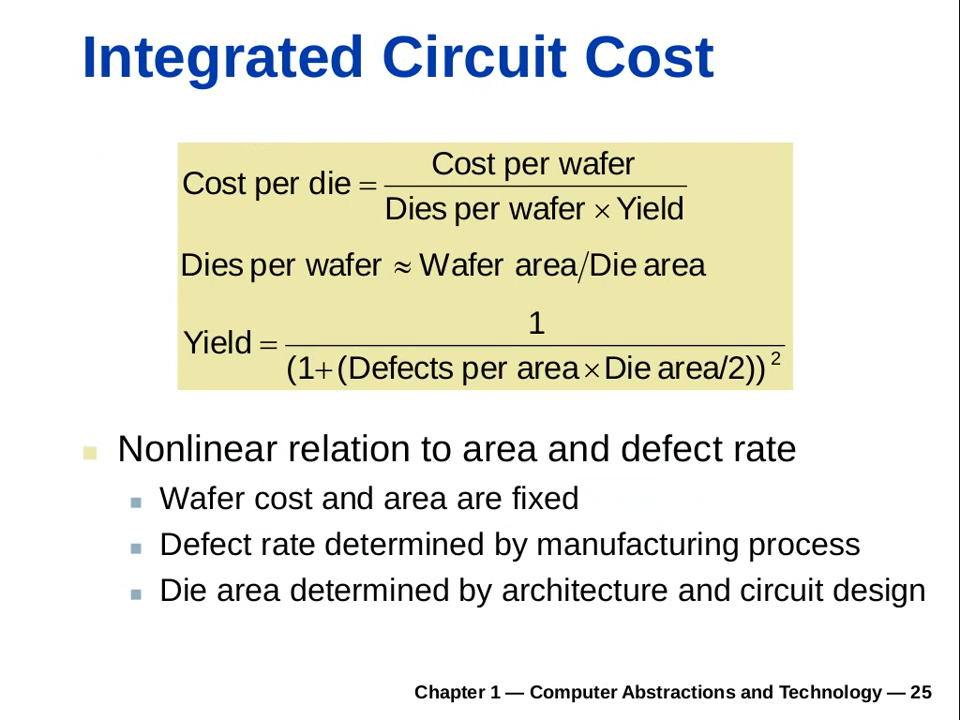 Integrated Circuit Cost
Cost per die = Cost per wafer / Dies per wafer × Yield
Dies per wafer ≈ Wafer area/Die area
Yield = 1 / (1+(Defects per area×Die area/2))²
Nonlinear relation to area and defect rate
Wafer cost and area are fixed
Defect rate determined by manufacturing process
Die area determined by architecture and circuit design
Chapter 1 — Computer Abstractions and Technology — 25